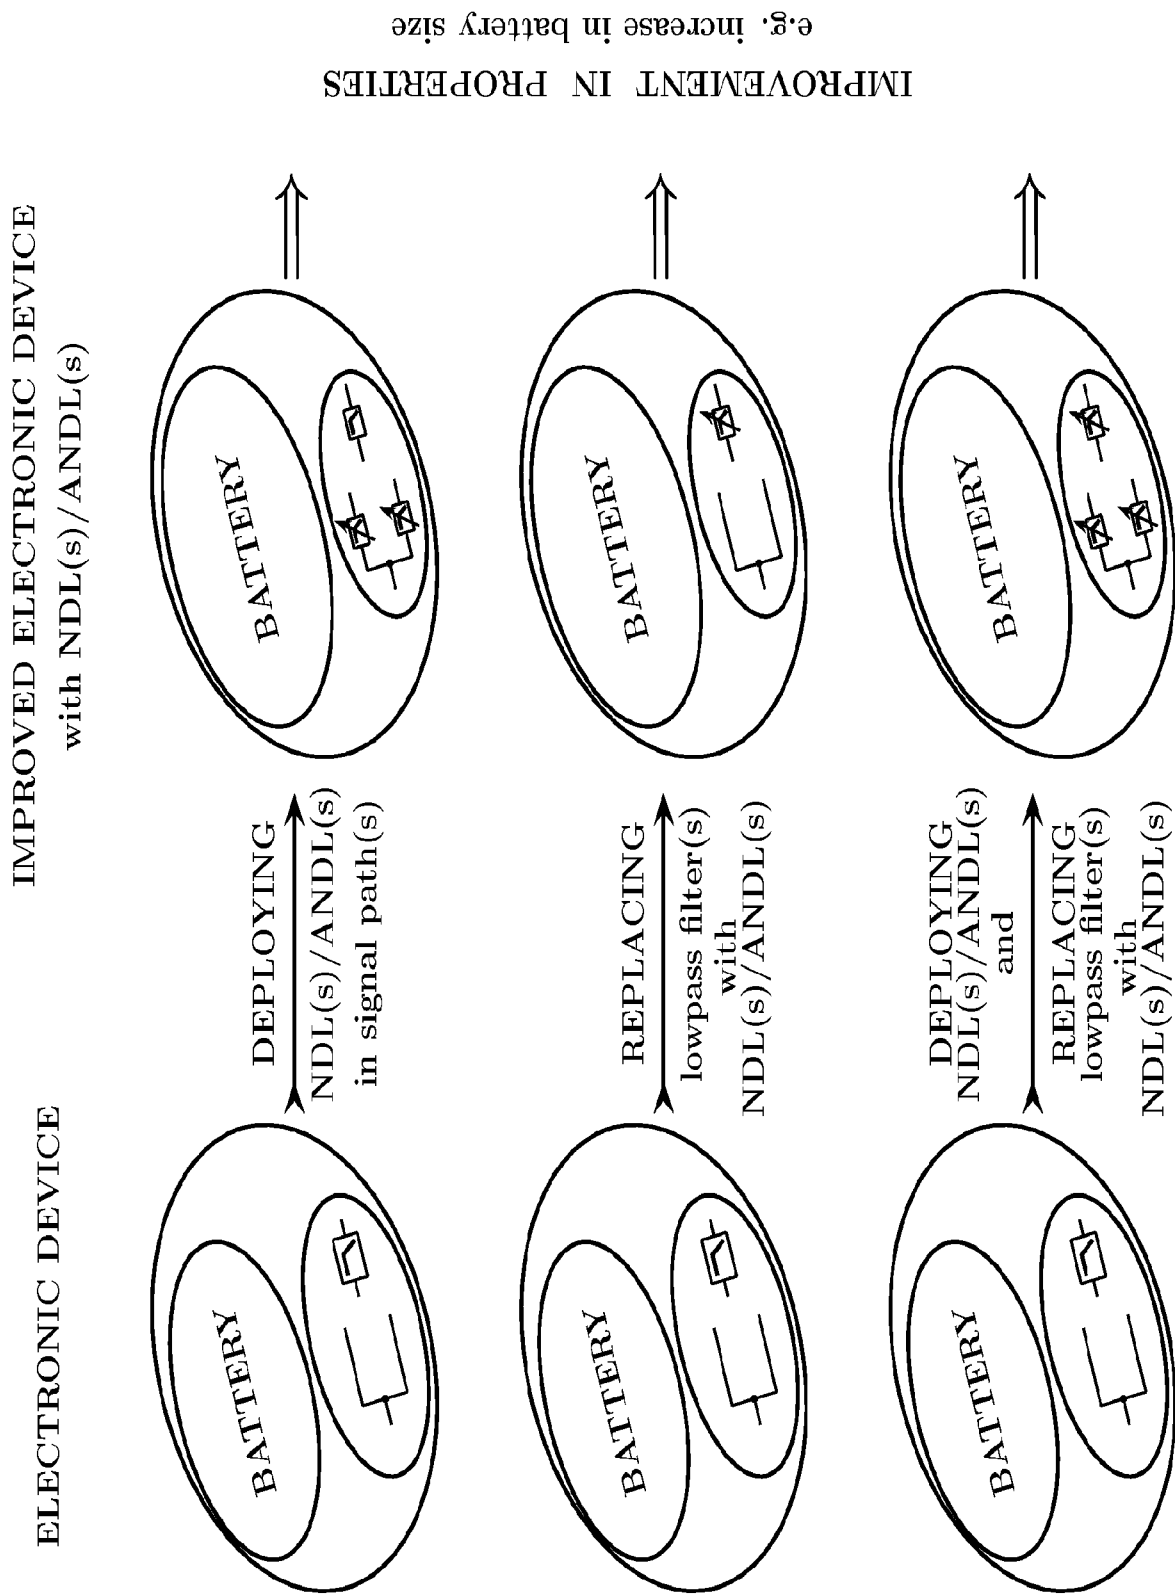 ELECTRONIC DEVICE
IMPROVED ELECTRONIC DEVICE
with NDL(s)/ANDL(s)
BATTERY
DEPLOYING
NDL(s)/ANDL(s)
in signal path(s)
BATTERY
BATTERY
REPLACING
lowpass filter(s)
with
NDL(s)/ANDL(s)
BATTERY
BATTERY
DEPLOYING
NDL(s)/ANDL(s)
and
REPLACING
lowpass filter(s)
with
NDL(s)/ANDL(s)
BATTERY
IMPROVEMENT IN PROPERTIES
e.g. increase in battery size